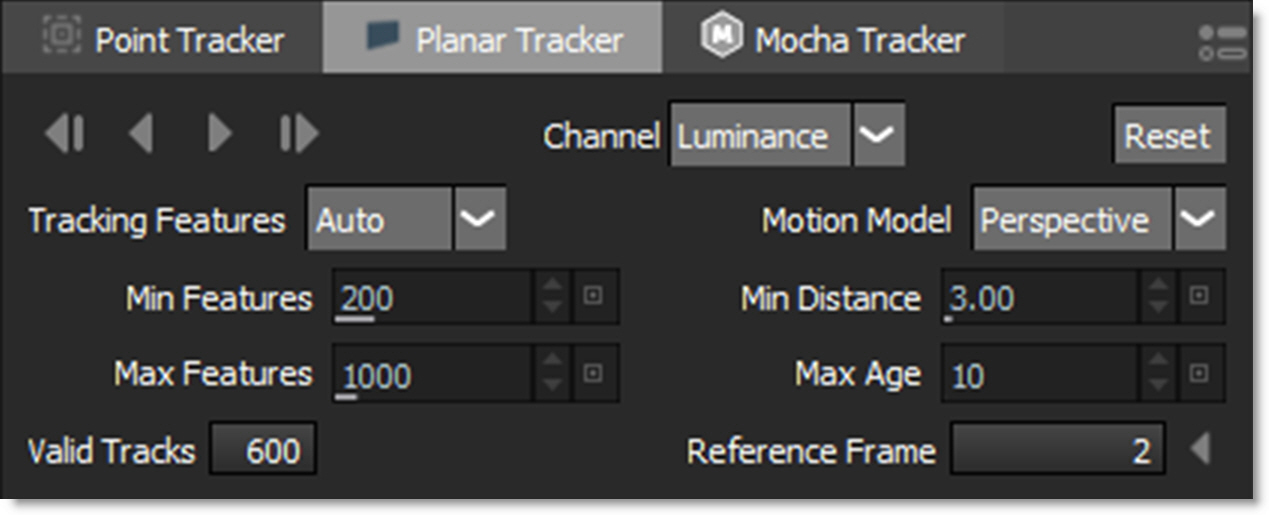 Point Tracker Planar Tracker Mocha Tracker
Channel Luminance Reset
Tracking Features Auto Motion Model Perspective
Min Features 200 Min Distance 3.00
Max Features 1000 Max Age 10
Valid Tracks 600 Reference Frame 2